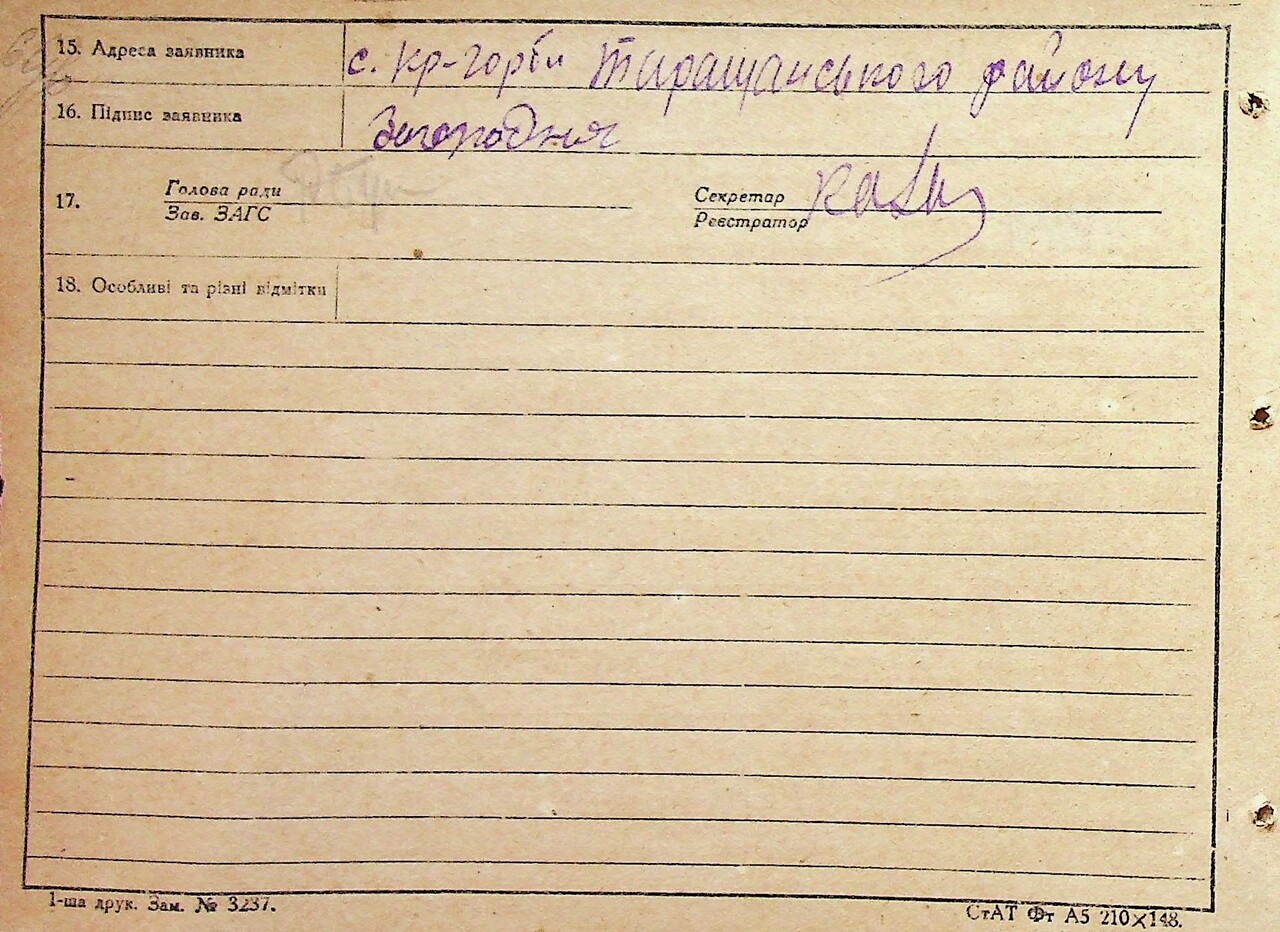 15. Адреса заявника с. Кр-горби Таращанського району
16. Підпис заявника Загородня
17. Голова ради Секретар
Зав. ЗАГС Реєстратор
18. Особливі та різні відмітки
1-ша друк. Зам. № 3237. СтАТ Фт А5 210×148.